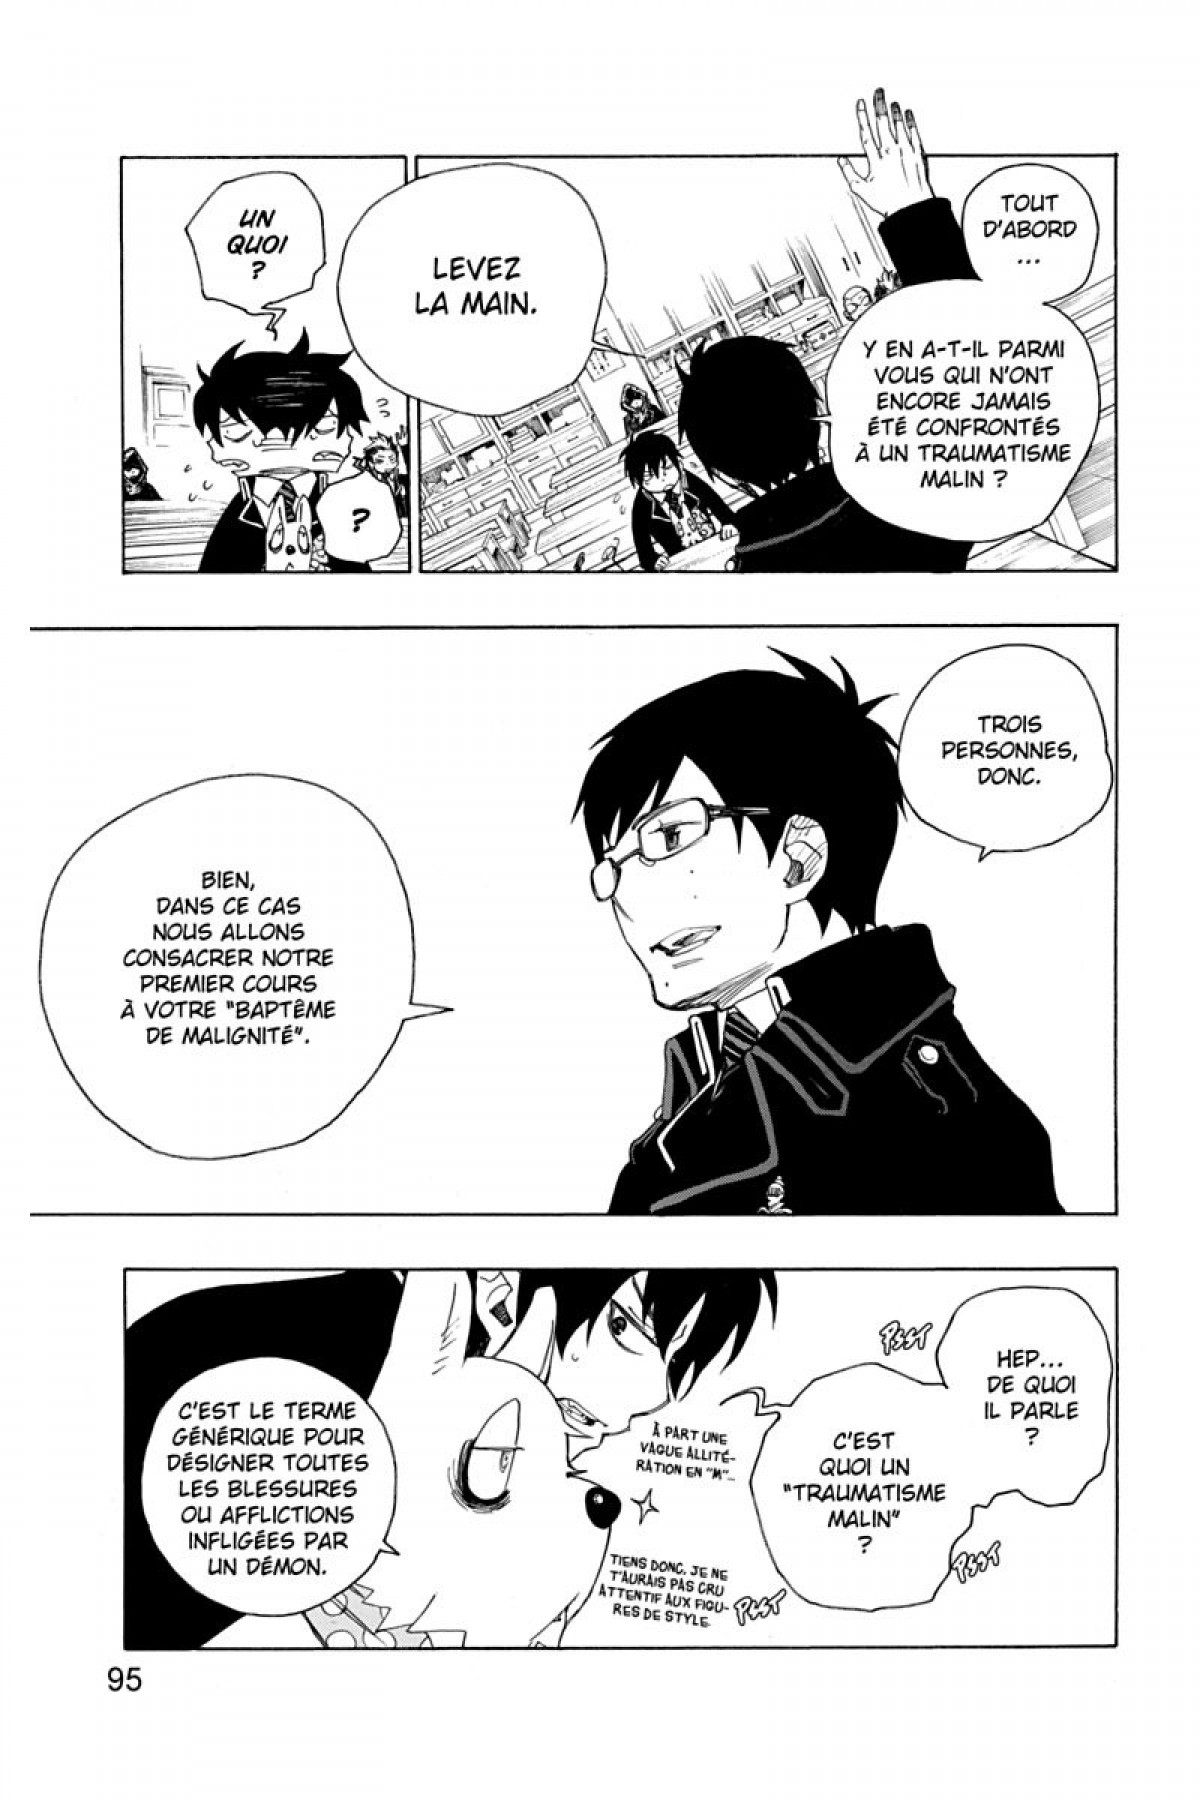 TOUT
D'ABORD
...
Y EN A-T-IL PARMI
VOUS QUI N'ONT
ENCORE JAMAIS
ÉTÉ CONFRONTÉS
À UN TRAUMATISME
MALIN ?
LEVEZ
LA MAIN.
UN
QUOI
?
?
TROIS
PERSONNES,
DONC.
BIEN,
DANS CE CAS
NOUS ALLONS
CONSACRER NOTRE
PREMIER COURS
À VOTRE "BAPTÊME
DE MALIGNITÉ".
HEP...
DE QUOI
IL PARLE
?
PSST
C'EST
QUOI UN
"TRAUMATISME
MALIN"
?
PSST
À PART UNE
VAGUE ALLITÉ-
RATION EN "M"...
PSST
TIENS DONC. JE NE
T'AURAIS PAS CRU
ATTENTIF AUX FIGU-
RES DE STYLE.
C'EST LE TERME
GÉNÉRIQUE POUR
DÉSIGNER TOUTES
LES BLESSURES
OU AFFLICTIONS
INFLIGÉES PAR
UN DÉMON.
95